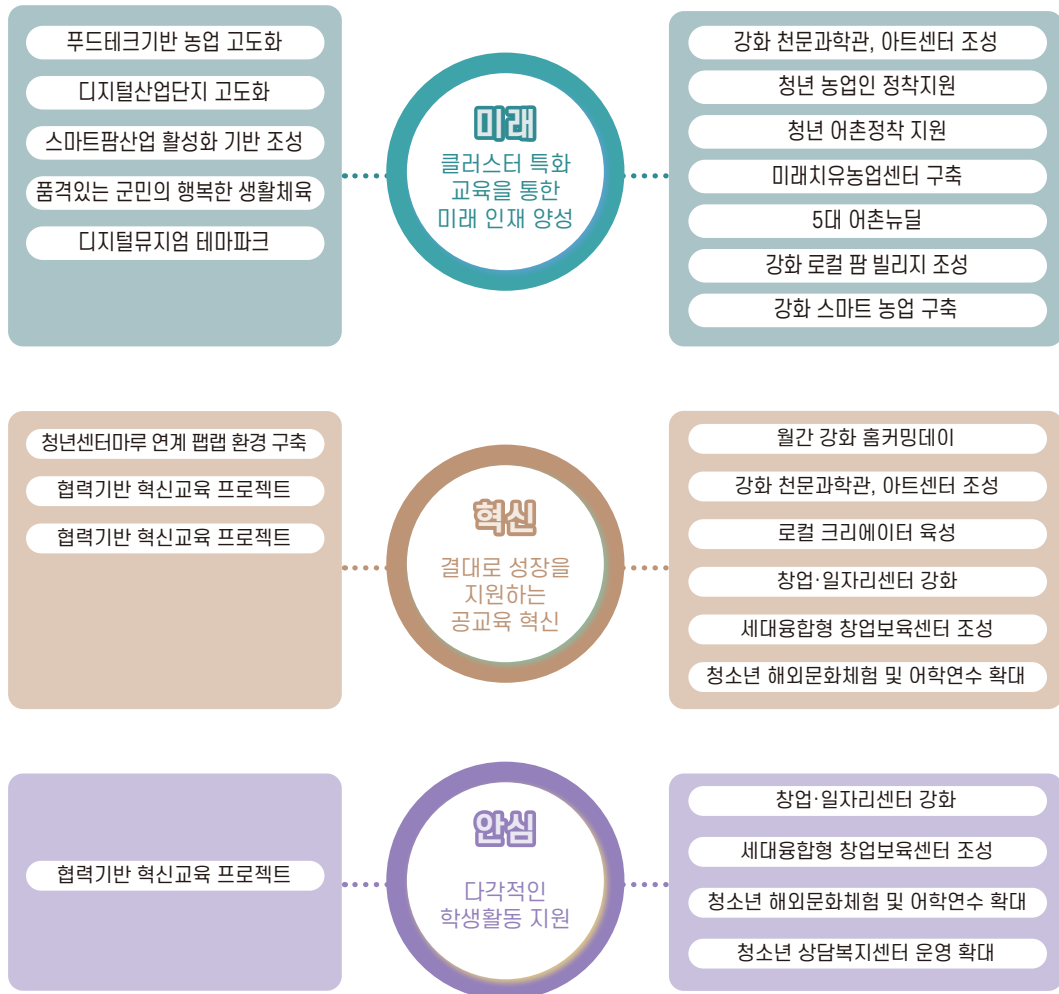 푸드테크기반 농업 고도화
디지털산업단지 고도화
스마트팜산업 활성화 기반 조성
품격있는 군민의 행복한 생활체육
디지털뮤지엄 테마파크
미래
클러스터 특화
교육을 통한
미래 인재 양성
강화 천문과학관, 아트센터 조성
청년 농업인 정착지원
청년 어촌정착 지원
미래치유농업센터 구축
5대 어촌뉴딜
강화 로컬 팜 빌리지 조성
강화 스마트 농업 구축
청년센터마루 연계 팹랩 환경 구축
협력기반 혁신교육 프로젝트
협력기반 혁신교육 프로젝트
혁신
결대로 성장을
지원하는
공교육 혁신
월간 강화 홈커밍데이
강화 천문과학관, 아트센터 조성
로컬 크리에이터 육성
창업·일자리센터 강화
세대융합형 창업보육센터 조성
청소년 해외문화체험 및 어학연수 확대
협력기반 혁신교육 프로젝트
안심
다각적인
학생활동 지원
창업·일자리센터 강화
세대융합형 창업보육센터 조성
청소년 해외문화체험 및 어학연수 확대
청소년 상담복지센터 운영 확대